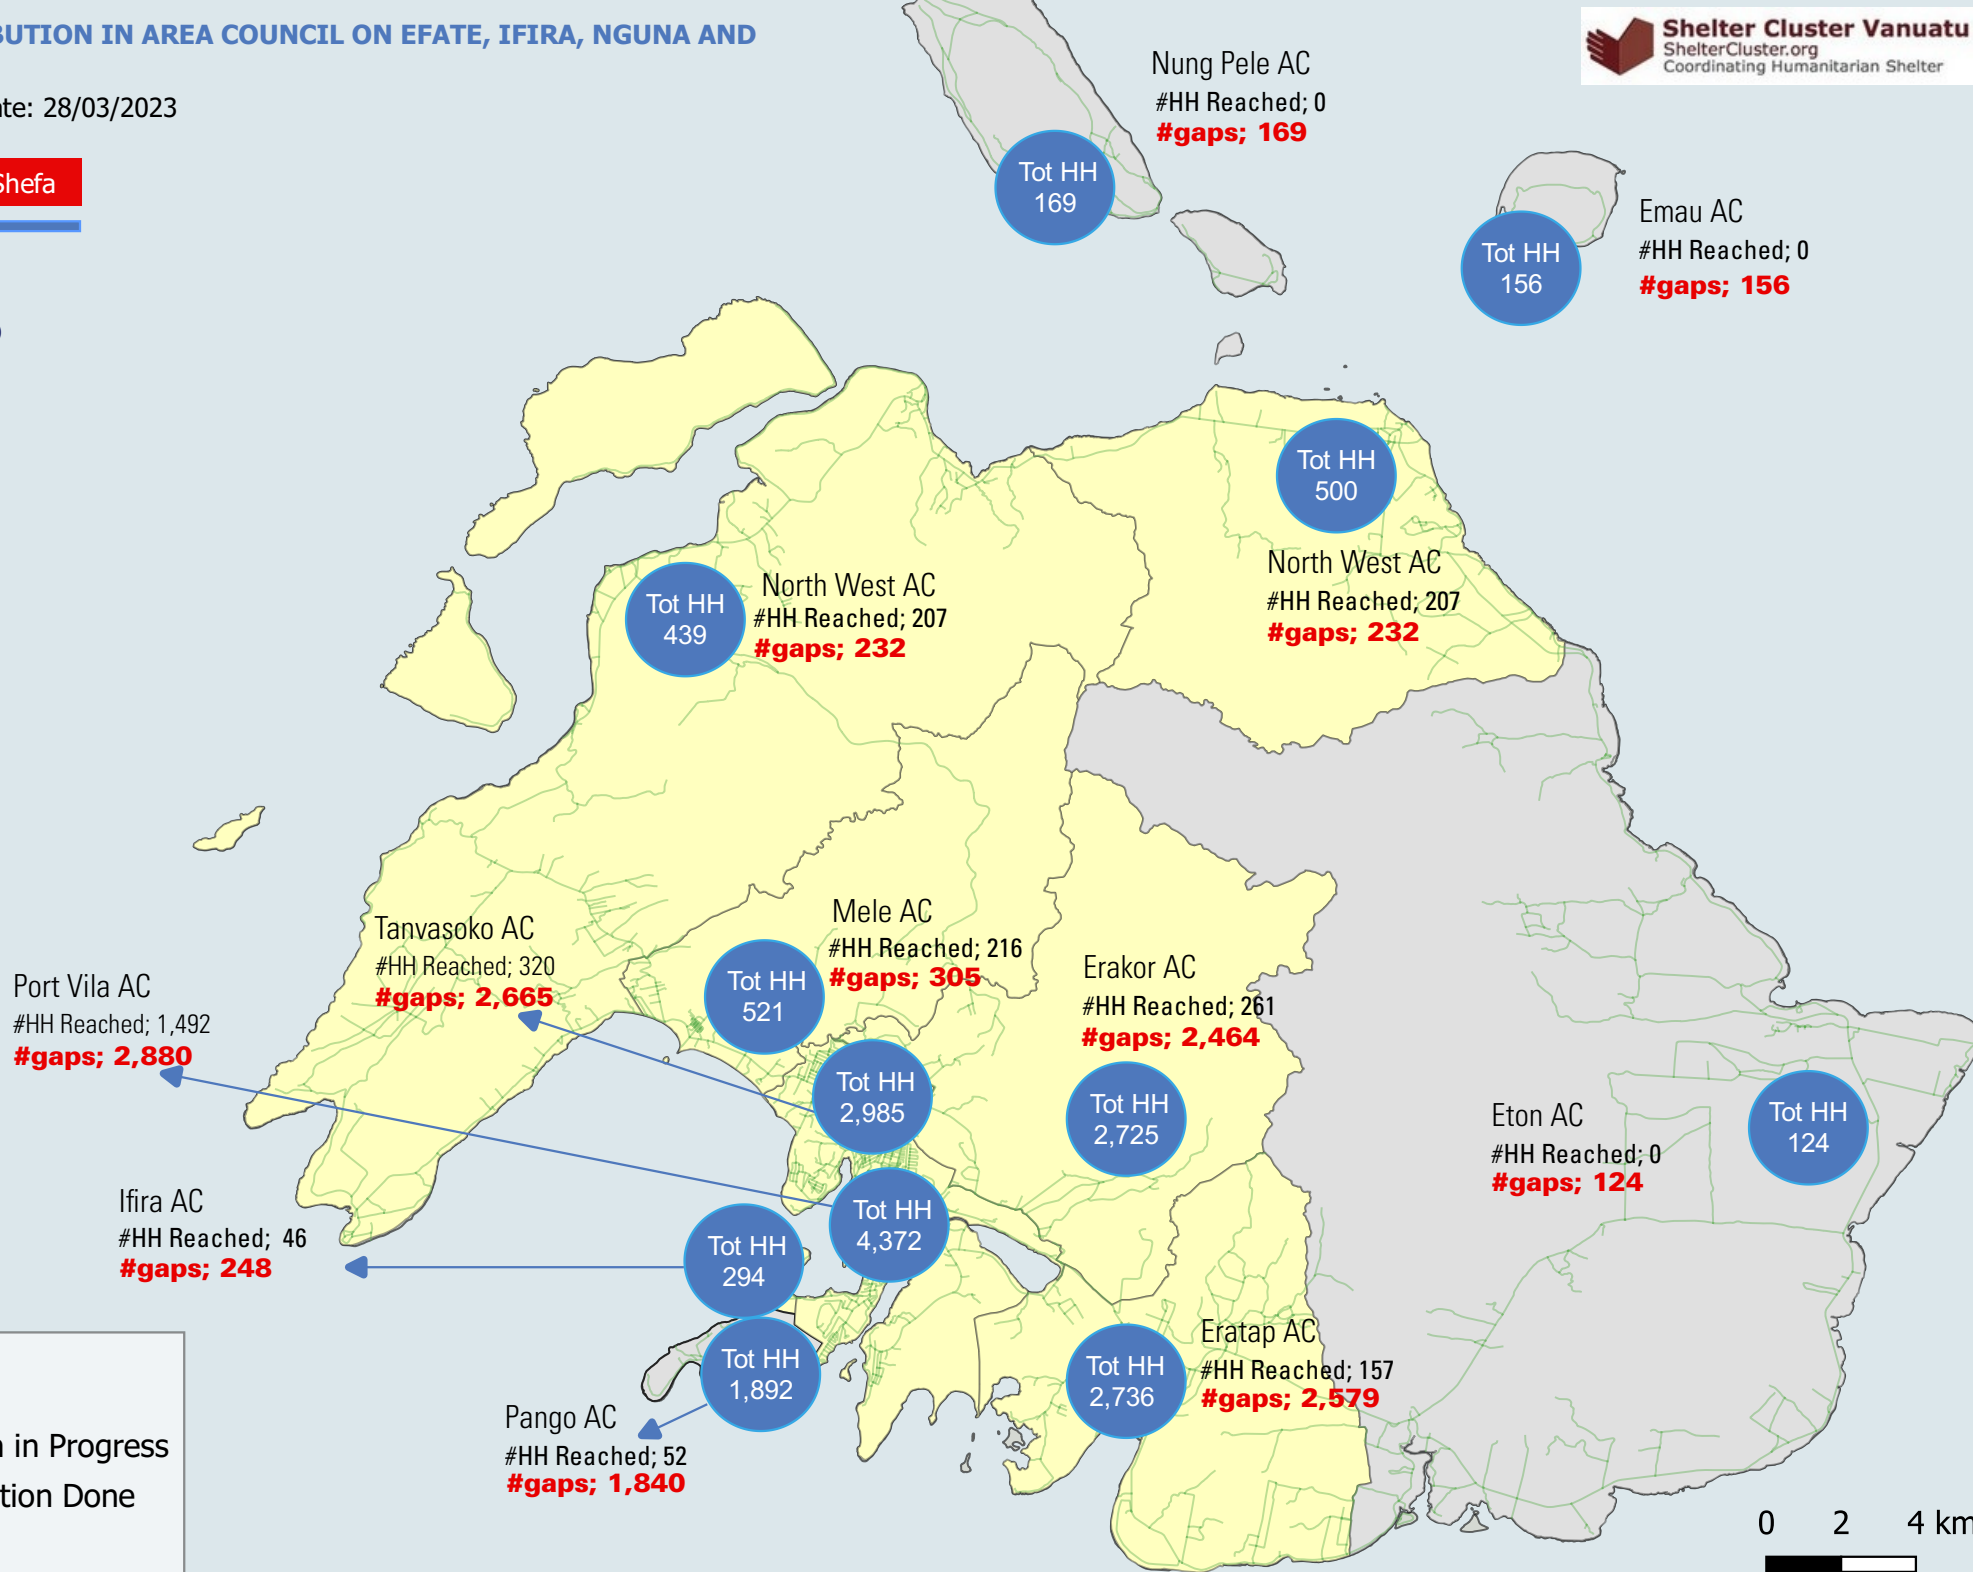 BUTION IN AREA COUNCIL ON EFATE, IFIRA, NGUNA AND
Shelter Cluster Vanuatu
ShelterCluster.org
Coordinating Humanitarian Shelter
28/03/2023
Shefa
Nung Pele AC
#HH Reached; 0
#gaps; 169
Tot HH
169
Emau AC
#HH Reached; 0
#gaps; 156
Tot HH
156
Tot HH
500
North West AC
#HH Reached; 207
#gaps; 232
Tot HH
439
North West AC
#HH Reached; 207
#gaps; 232
Tanvasoko AC
#HH Reached; 320
#gaps; 2,665
Mele AC
#HH Reached; 216
#gaps; 305
Tot HH
521
Erakor AC
#HH Reached; 261
#gaps; 2,464
Port Vila AC
#HH Reached; 1,492
#gaps; 2,880
Tot HH
2,985
Tot HH
2,725
Eton AC
#HH Reached; 0
#gaps; 124
Tot HH
124
Ifira AC
#HH Reached; 46
#gaps; 248
Tot HH
294
Tot HH
4,372
Tot HH
1,892
Pango AC
#HH Reached; 52
#gaps; 1,840
Tot HH
2,736
Eratap AC
#HH Reached; 157
#gaps; 2,579
in Progress
tion Done
0 2 4 km